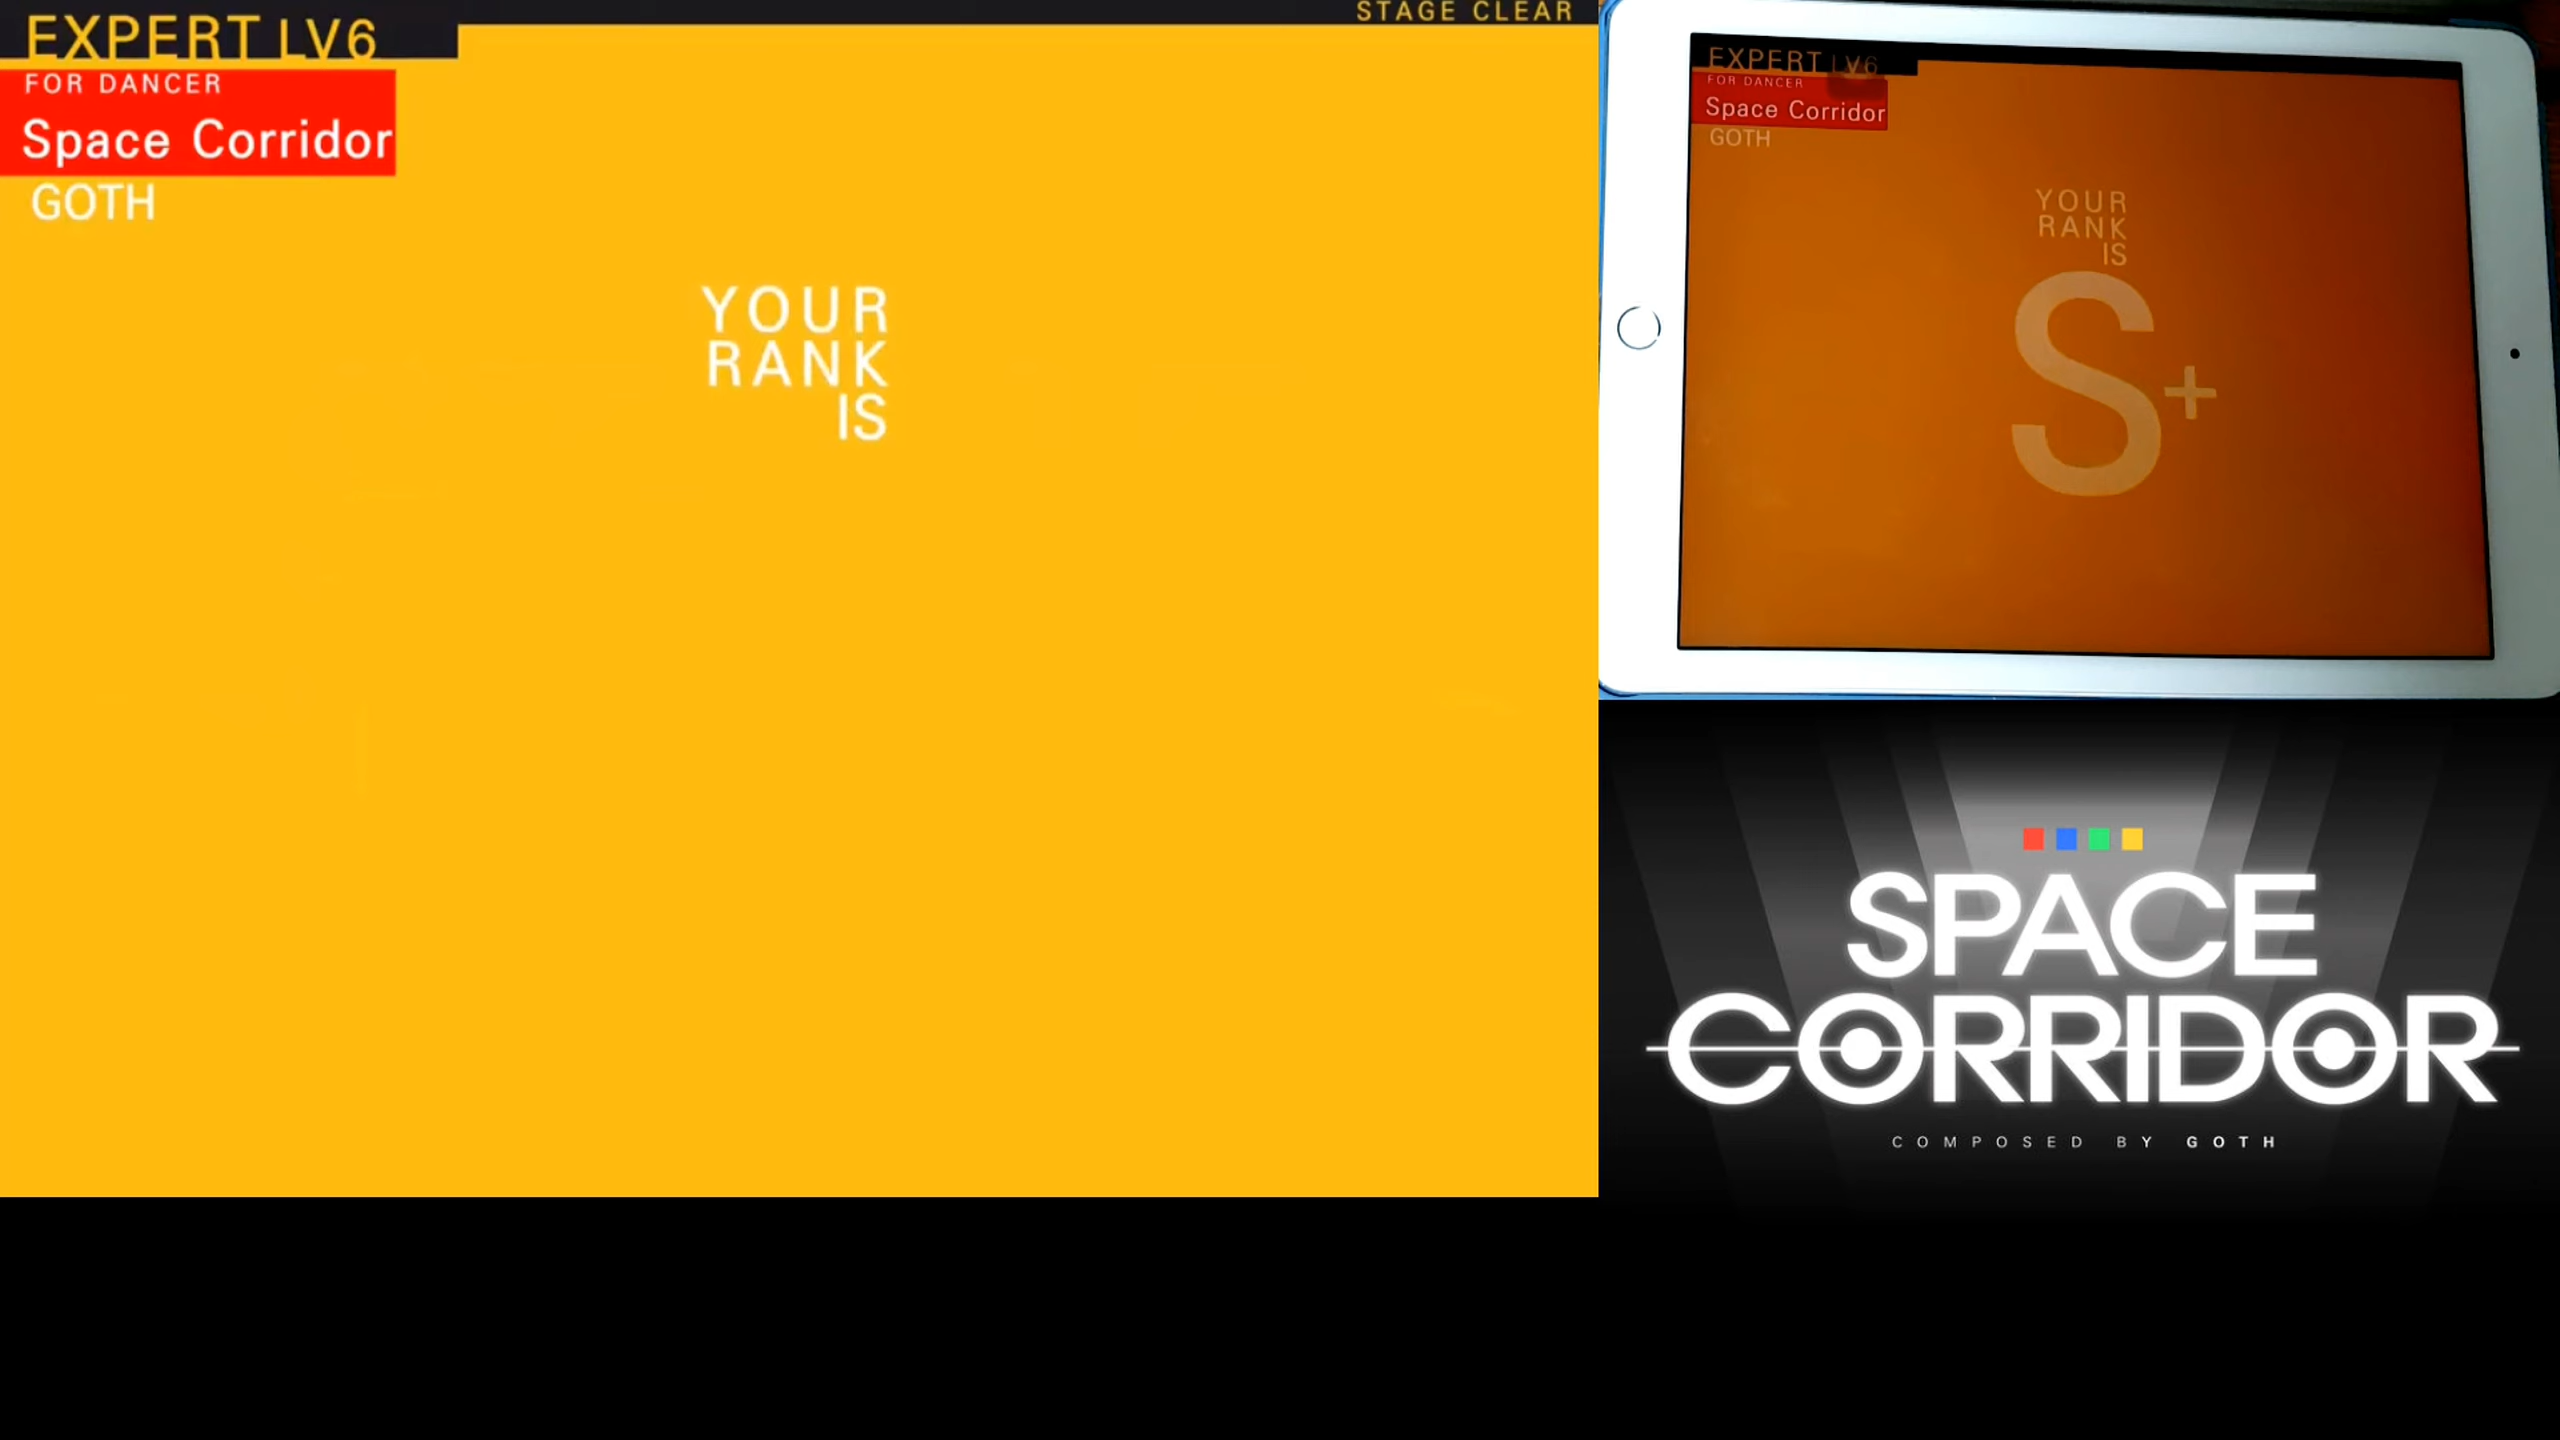 STAGE CLEAR
EXPERT LV6
FOR DANCER
Space Corridor
GOTH
YOUR
RANK
IS
EXPERT LV6
FOR DANCER
Space Corridor
GOTH
YOUR
RANK
IS
S+
SPACE
CORRIDOR
COMPOSED BY GOTH